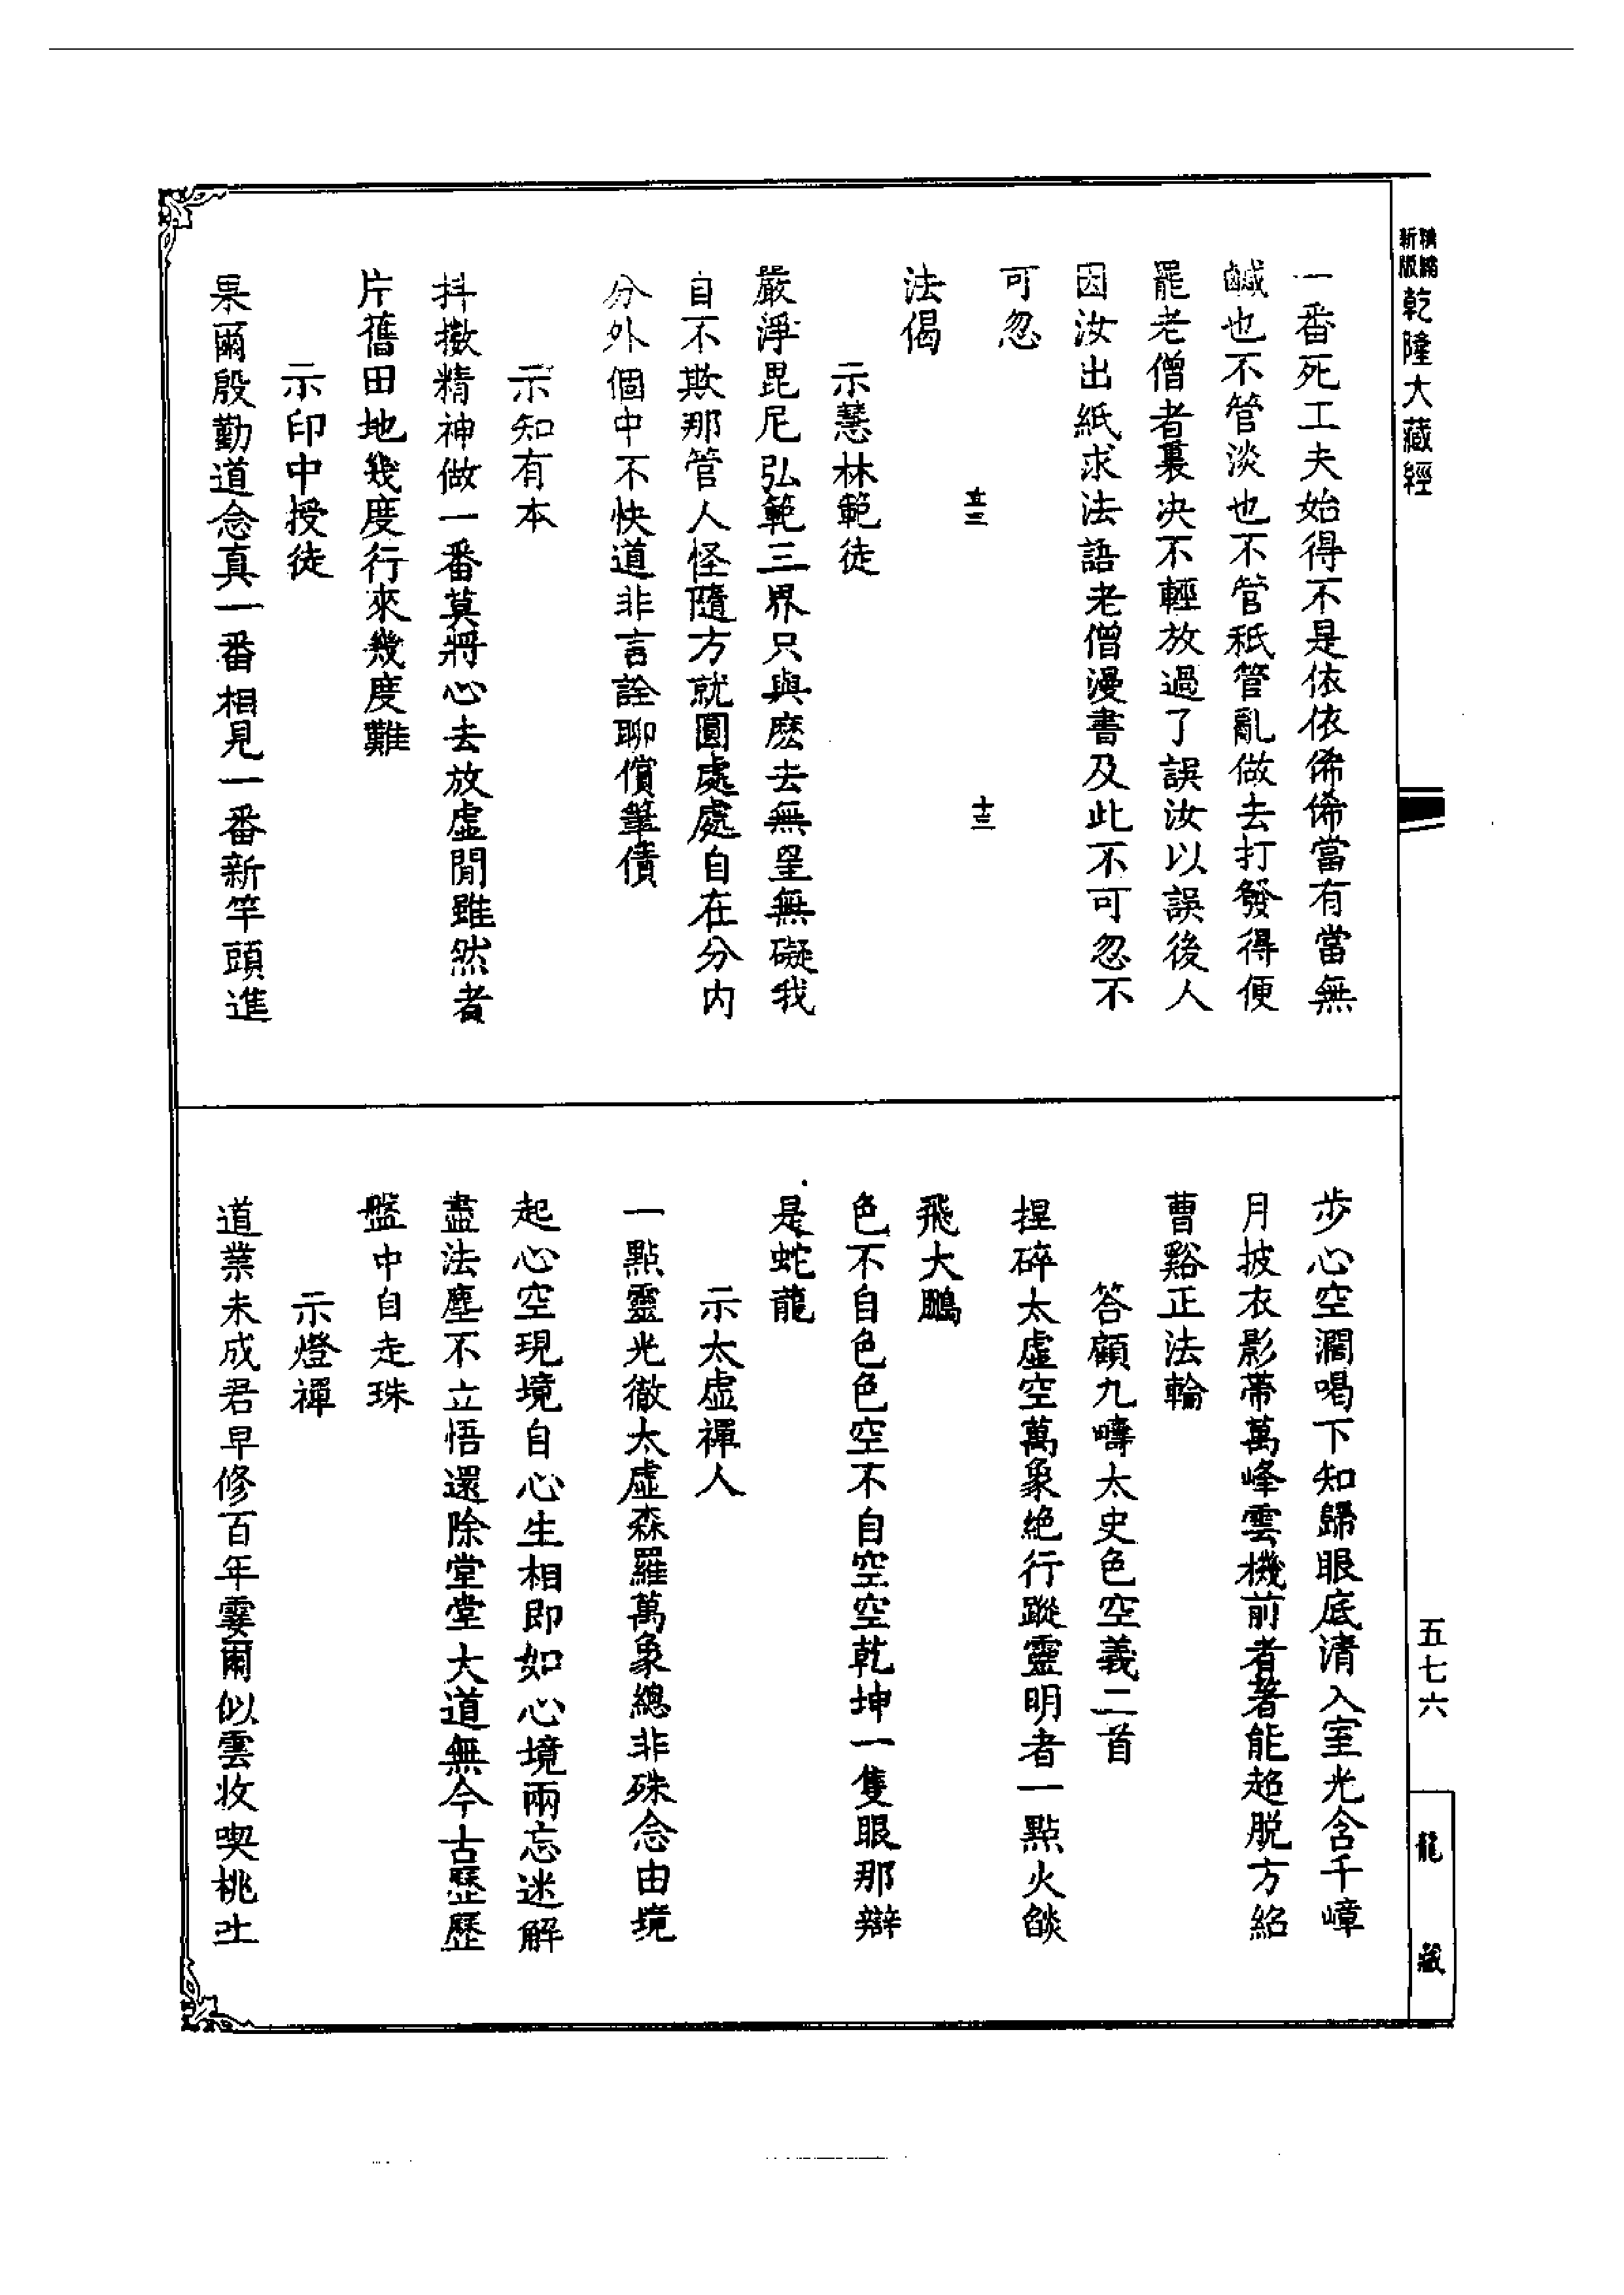 精編
新版
乾隆大藏經
一番死工夫始得不是依依俙俙當有當無
鹹也不管淡也不管秖管亂做去打發得便
罷老僧者裏决不輕放過了誤汝以誤後人
因汝出紙求法語老僧漫書及此不可忽不
可忽
十三
法偈
示慧林範徒
嚴淨毘尼弘範三界只與麽去無罣無礙我
自不欺那管人怪隨方就圓處處自在分内
分外個中不快道非言詮聊償筆債
示知有本
抖擻精神做一番莫將心去放虚閒雖然者
片舊田地幾度行來幾度難
示印中授徒
果爾殷勤道念真一番相見一番新竿頭進
步心空濶喝下知歸眼底清入室光含千嶂
月披衣影帶萬峰雲機前者著能超脱方紹
曹谿正法輪
答顧九疇太史色空義二首
捏碎太虚空萬象絶行蹤靈明者一點火燄
飛大鵬
色不自色色空不自空空乾坤一隻眼那辯
是蛇龍
示太虚禪人
一點靈光徹太虚森羅萬象總非殊念由境
起心空現境自心生相即如心境兩忘迷解
盡法塵不立悟還除堂堂大道無今古歷歷
盤中自走珠
示燈禪
道業未成君早修百年霎爾似雲收喫桃土
五七六
龍藏